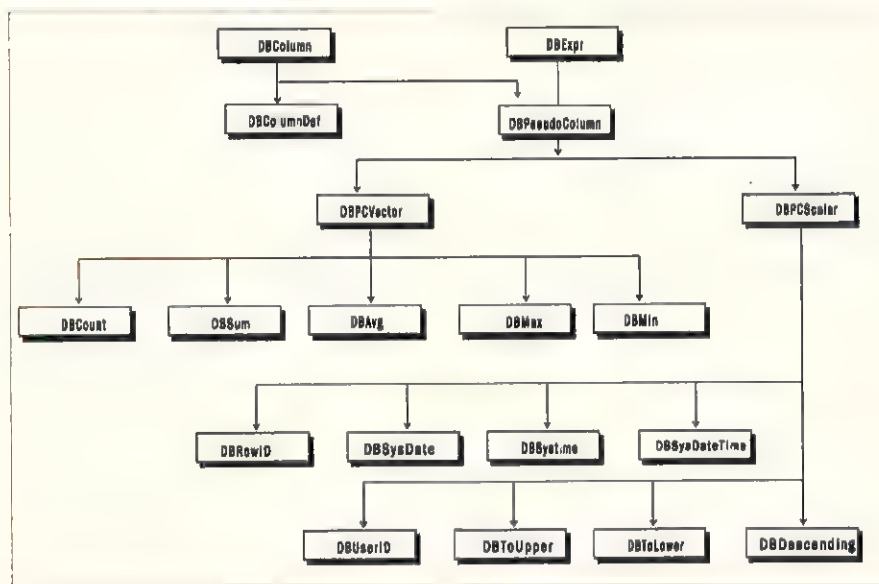 DBColumn
DBExpr
DBColumnDef
DBPseudoColumn
DBPCVector
DBPCScalar
DBCount
DBSum
DBAvg
DBMax
DBMin
DBRowID
DBSysDate
DBSystime
DBSysDateTime
DBUserID
DBToUpper
DBToLower
DBDescending